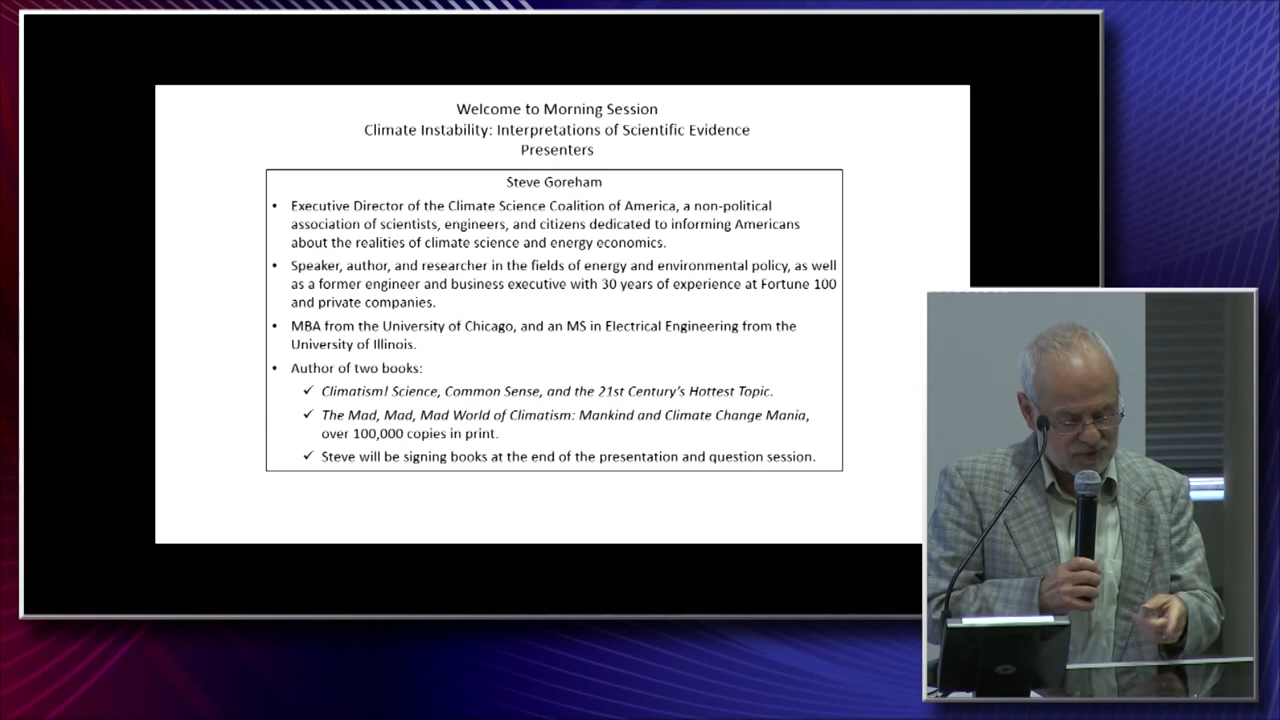 Welcome to Morning Session
Climate Instability: Interpretations of Scientific Evidence
Presenters
Steve Goreham
• Executive Director of the Climate Science Coalition of America, a non-political
association of scientists, engineers, and citizens dedicated to informing Americans
about the realities of climate science and energy economics.
• Speaker, author, and researcher in the fields of energy and environmental policy, as well
as a former engineer and business executive with 30 years of experience at Fortune 100
and private companies.
• MBA from the University of Chicago, and an MS in Electrical Engineering from the
University of Illinois.
• Author of two books:
✓ Climatism! Science, Common Sense, and the 21st Century's Hottest Topic.
✓ The Mad, Mad, Mad World of Climatism: Mankind and Climate Change Mania,
over 100,000 copies in print.
✓ Steve will be signing books at the end of the presentation and question session.